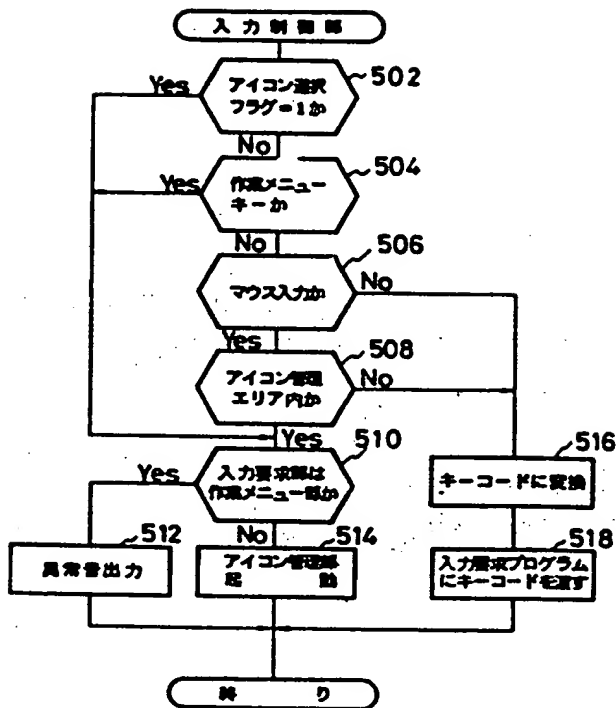 入力制御部
アイコン選択
フラグ=1か
502
Yes
No
作業メニュー
キーか
504
Yes
No
マウス入力か
506
No
Yes
アイコン管理
エリア内か
508
No
Yes
入力要求部は
作業メニュー部か
510
Yes
No
異常音出力
512
アイコン管理部
起動
514
キーコードに変換
516
入力要求プログラム
にキーコードを渡す
518
終り